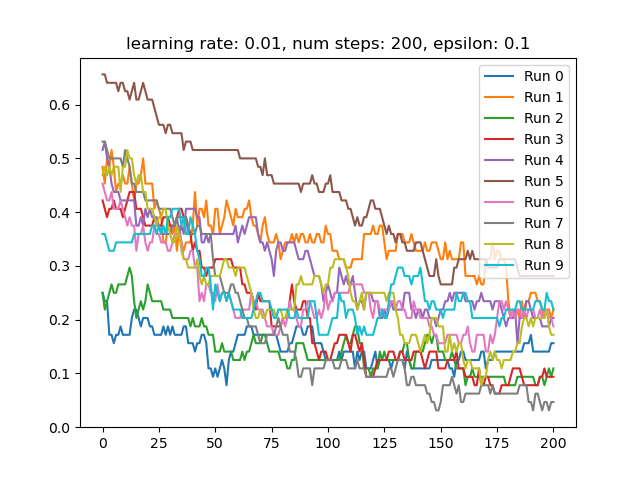 learning rate: 0.01, num steps: 200, epsilon: 0.1
Run 0
Run 1
Run 2
Run 3
Run 4
Run 5
Run 6
Run 7
Run 8
Run 9
0.6
0.5
0.4
0.3
0.2
0.1
0.0
0 25 50 75 100 125 150 175 200